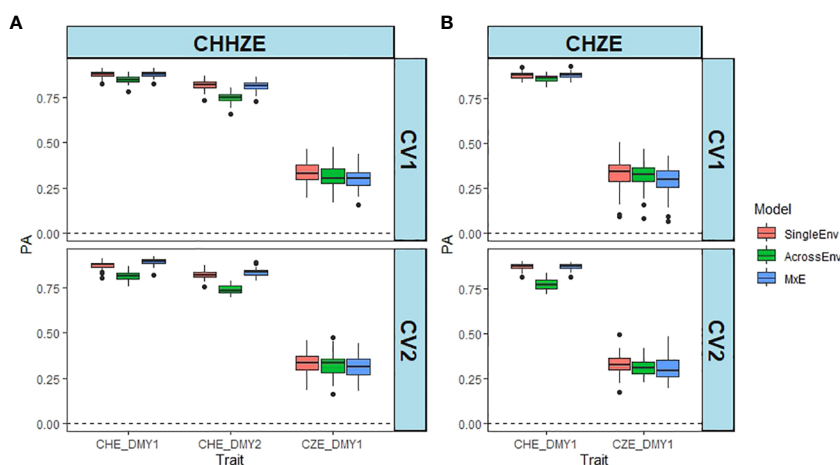 A
B
CHHZE
CHZE
0.75
0.50
0.25
0.00
CV1
0.75
0.50
0.25
0.00
CV1
PA
0.75
0.50
0.25
0.00
CV2
PA
0.75
0.50
0.25
0.00
CV2
CHE_DMY1 CHE_DMY2 CZE_DMY1
Trait
CHE_DMY1 CZE_DMY1
Trait
Model
SingleEnv
AcrossEnv
MxE